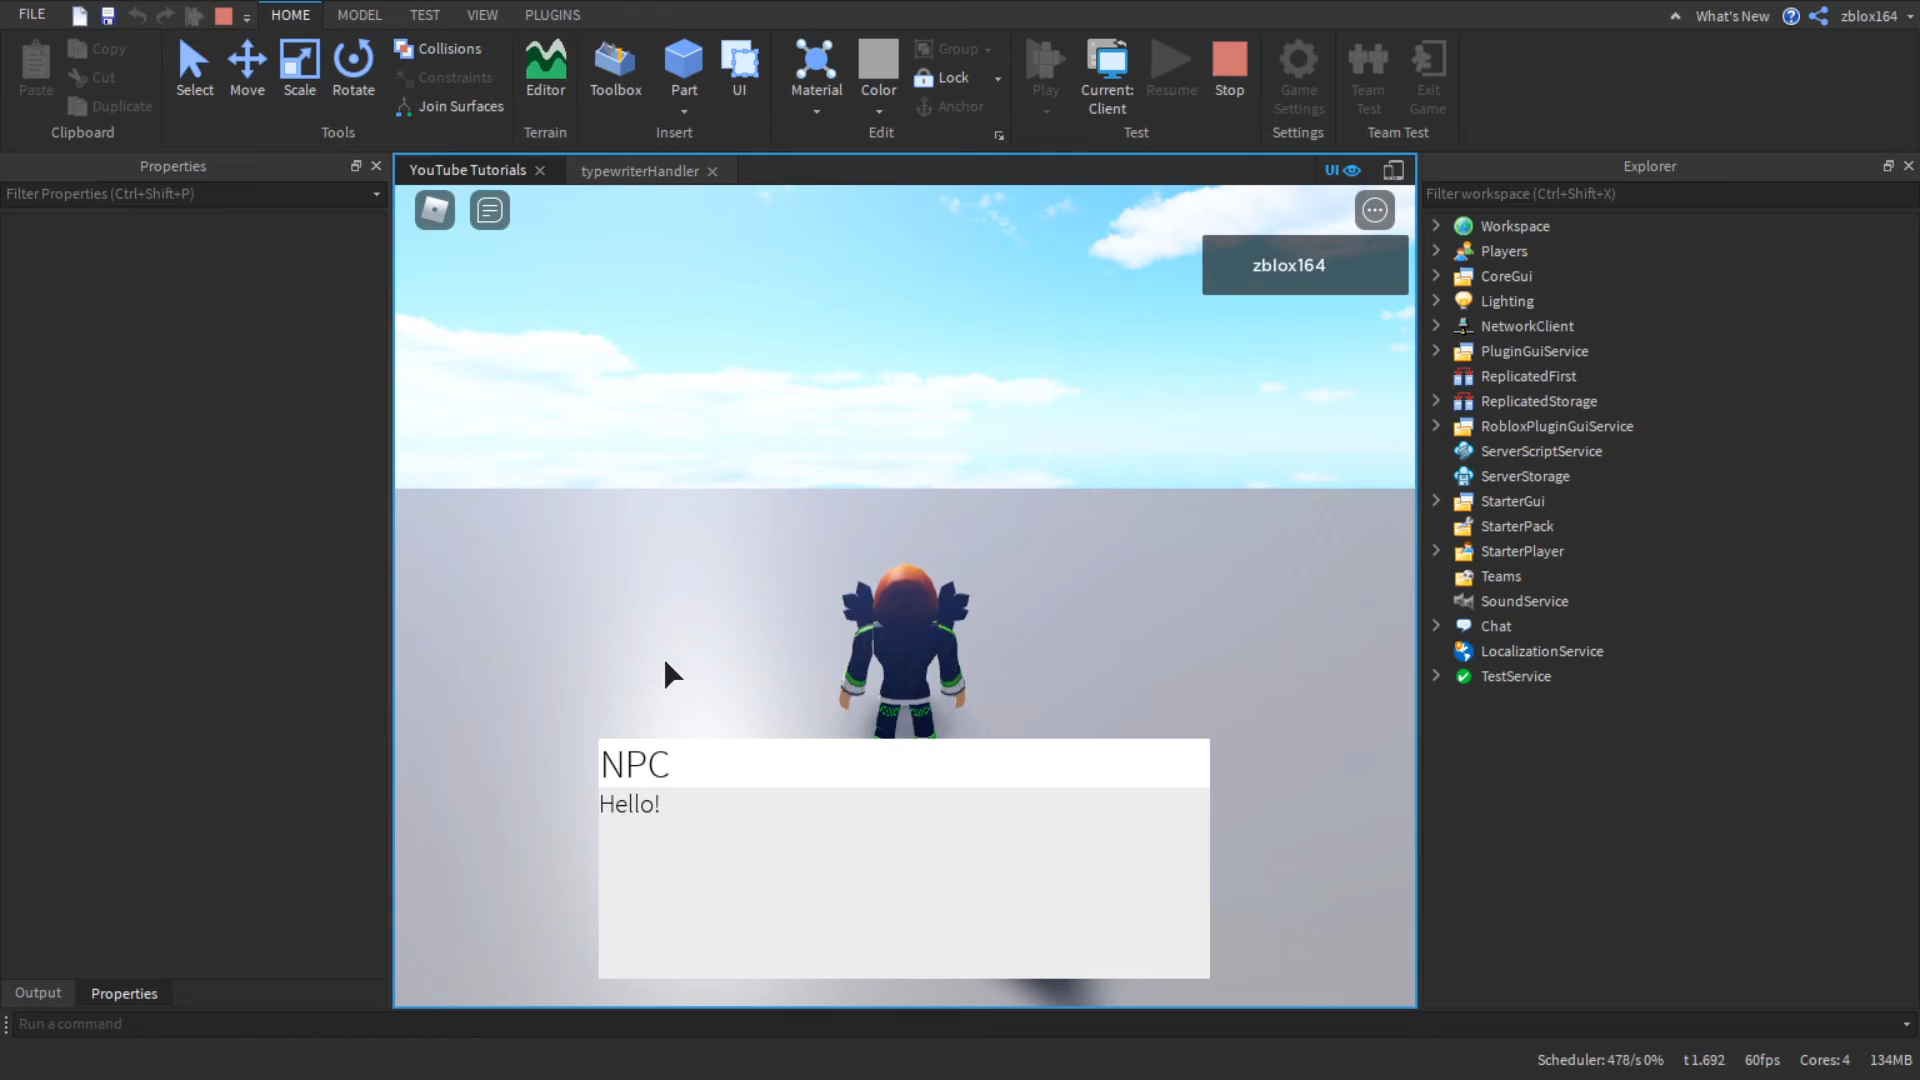 FILE HOME MODEL TEST VIEW PLUGINS What's New zblox164
Paste
Copy
Cut
Duplicate
Clipboard
Select Move Scale Rotate
Collisions
Constraints
Join Surfaces
Tools
Editor
Terrain
Toolbox Part UI
Insert
Material Color
Group
Lock
Anchor
Edit
Play Current: Client Resume Stop
Test
Game Settings
Settings
Team Test Exit Game
Team Test
Properties
Filter Properties (Ctrl+Shift+P)
YouTube Tutorials typewriterHandler UI
zblox164
NPC
Hello!
Explorer
Filter workspace (Ctrl+Shift+X)
Workspace
Players
CoreGui
Lighting
NetworkClient
PluginGuiService
ReplicatedFirst
ReplicatedStorage
RobloxPluginGuiService
ServerScriptService
ServerStorage
StarterGui
StarterPack
StarterPlayer
Teams
SoundService
Chat
LocalizationService
TestService
Output Properties
Run a command
Scheduler: 478/s 0% t 1.692 60fps Cores: 4 134MB